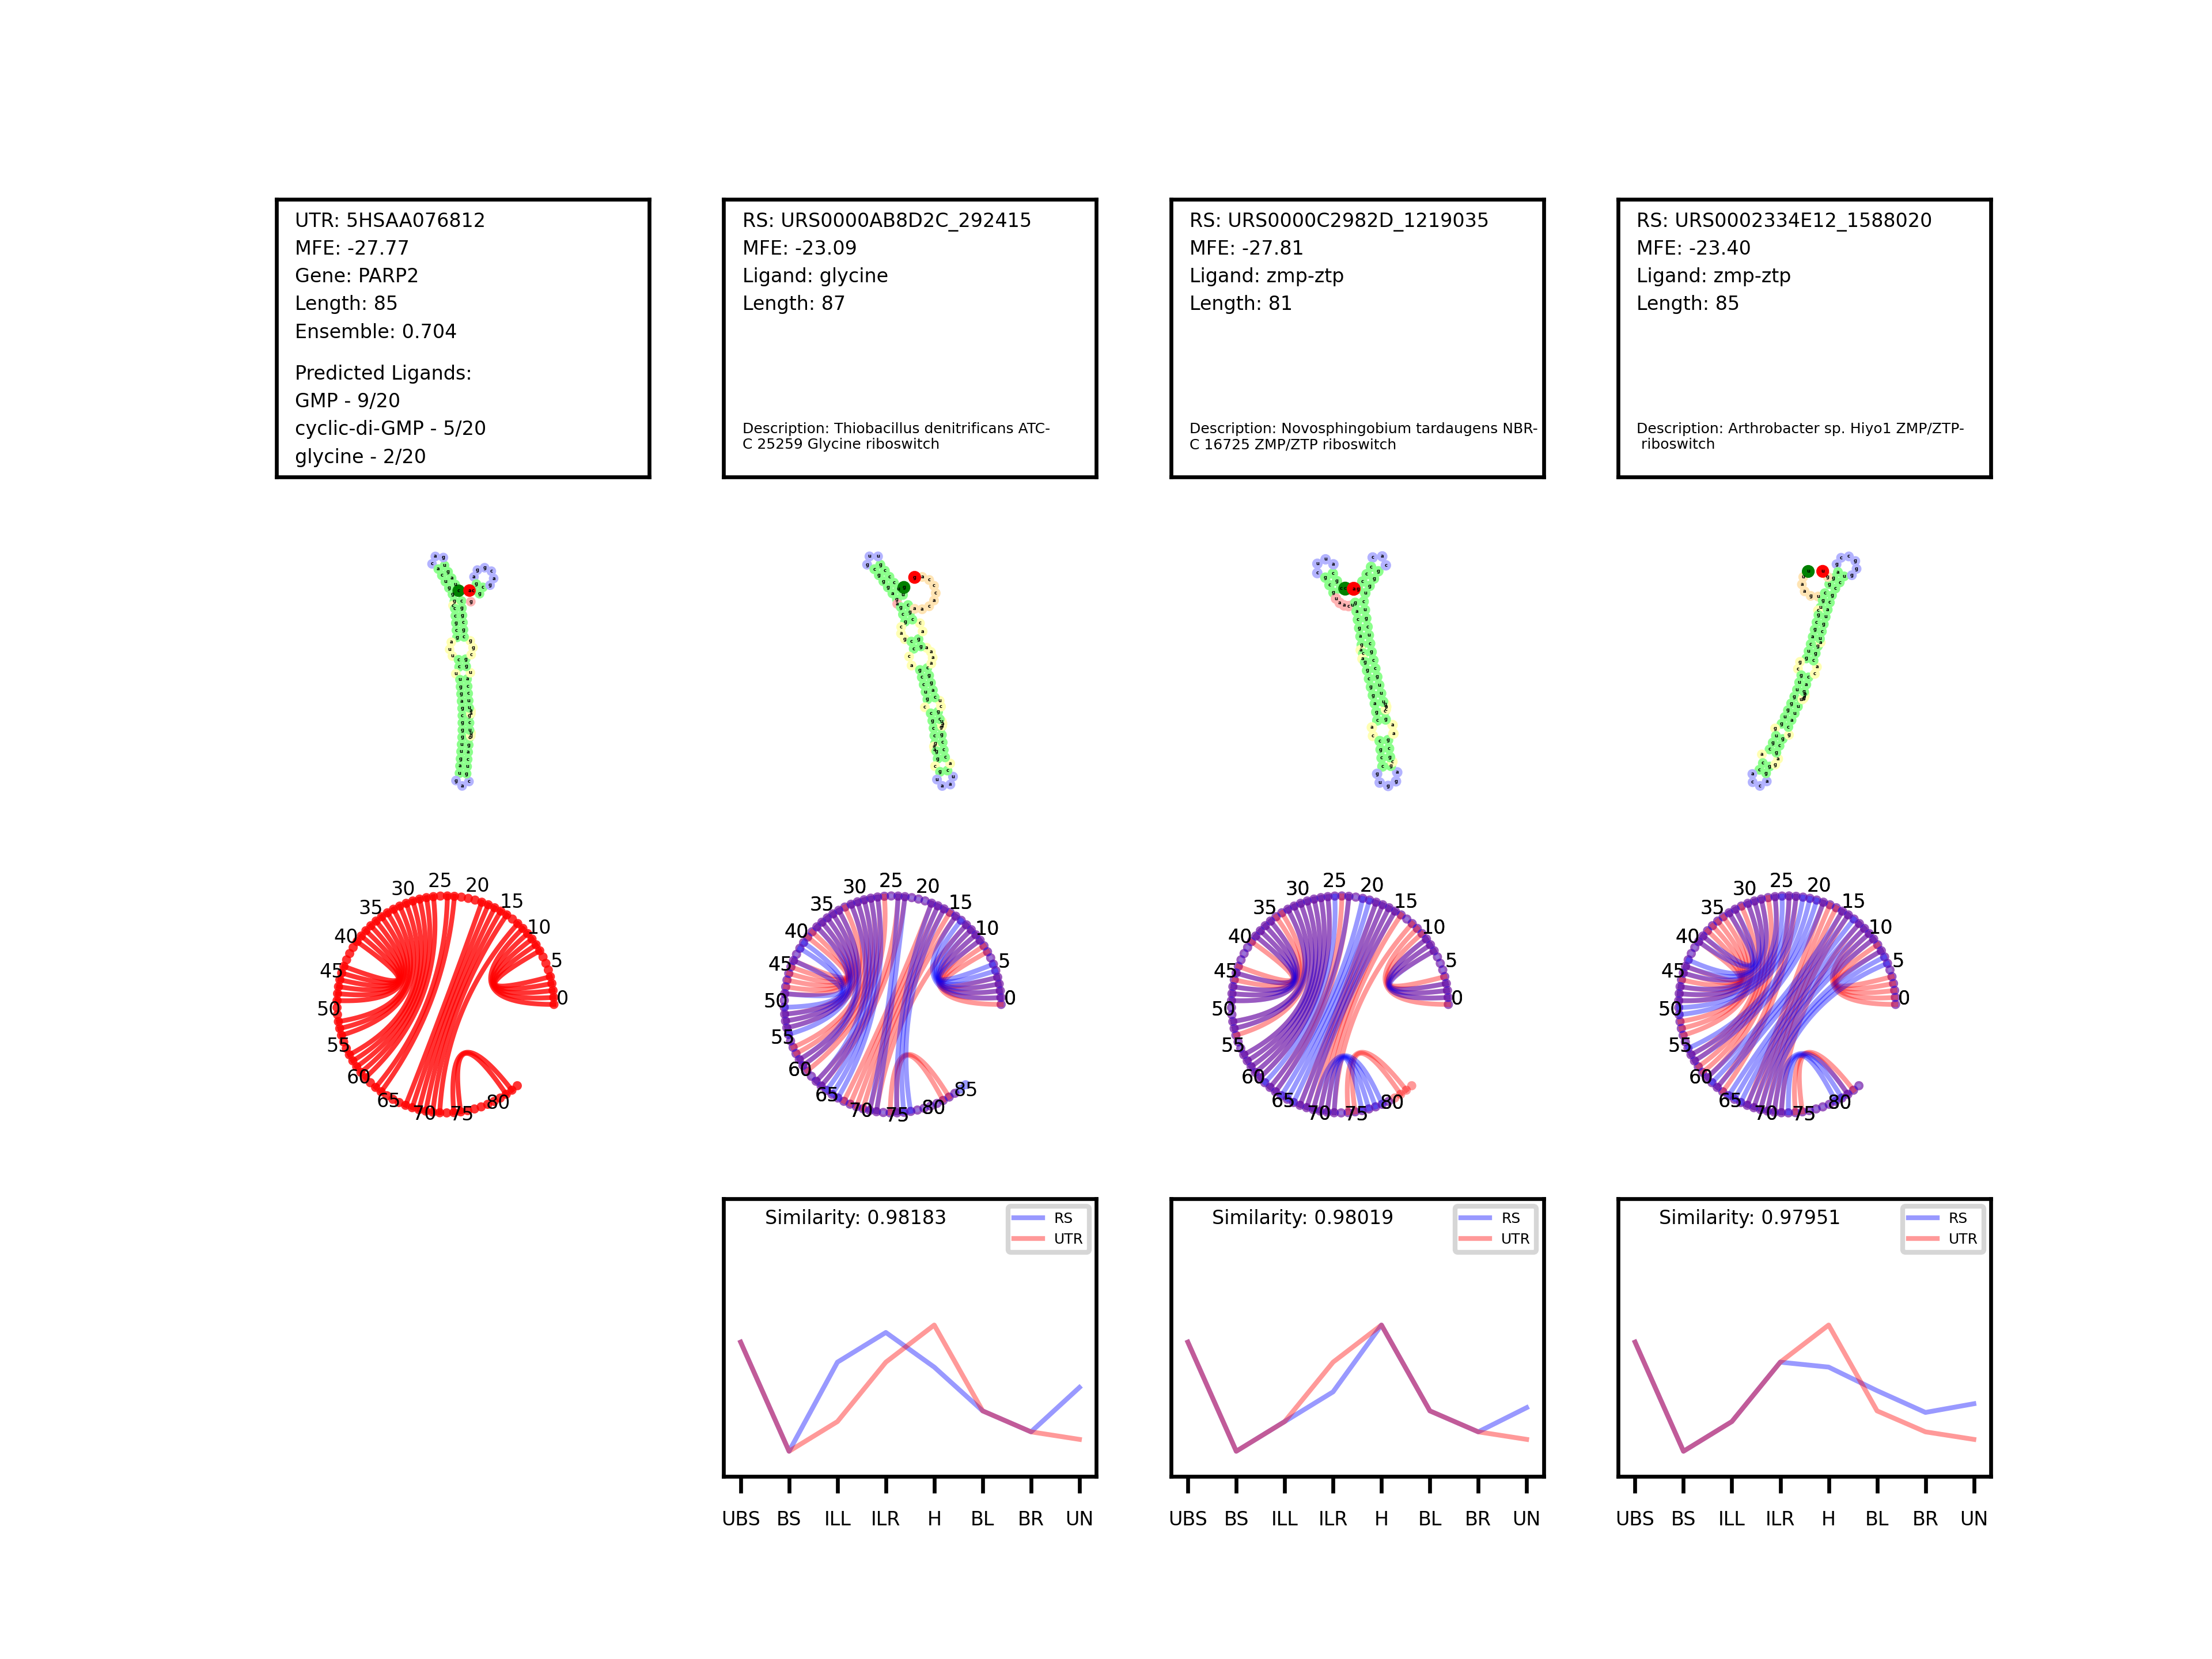 UTR: 5HSAA076812
MFE: -27.77
Gene: PARP2
Length: 85
Ensemble: 0.704
Predicted Ligands:
GMP - 9/20
cyclic-di-GMP - 5/20
glycine - 2/20
RS: URS0000AB8D2C_292415
MFE: -23.09
Ligand: glycine
Length: 87
Description: Thiobacillus denitrificans ATC-
C 25259 Glycine riboswitch
RS: URS0000C2982D_1219035
MFE: -27.81
Ligand: zmp-ztp
Length: 81
Description: Novosphingobium tardaugens NBR-
C 16725 ZMP/ZTP riboswitch
RS: URS0002334E12_1588020
MFE: -23.40
Ligand: zmp-ztp
Length: 85
Description: Arthrobacter sp. Hiyo1 ZMP/ZTP-
riboswitch
0 5 10 15 20 25 30 35 40 45 50 55 60 65 70 75 80
0 5 10 15 20 25 30 35 40 45 50 55 60 65 70 75 80 85
0 5 10 15 20 25 30 35 40 45 50 55 60 65 70 75 80
0 5 10 15 20 25 30 35 40 45 50 55 60 65 70 75 80
Similarity: 0.98183
RS
UTR
UBS BS ILL ILR H BL BR UN
Similarity: 0.98019
RS
UTR
UBS BS ILL ILR H BL BR UN
Similarity: 0.97951
RS
UTR
UBS BS ILL ILR H BL BR UN